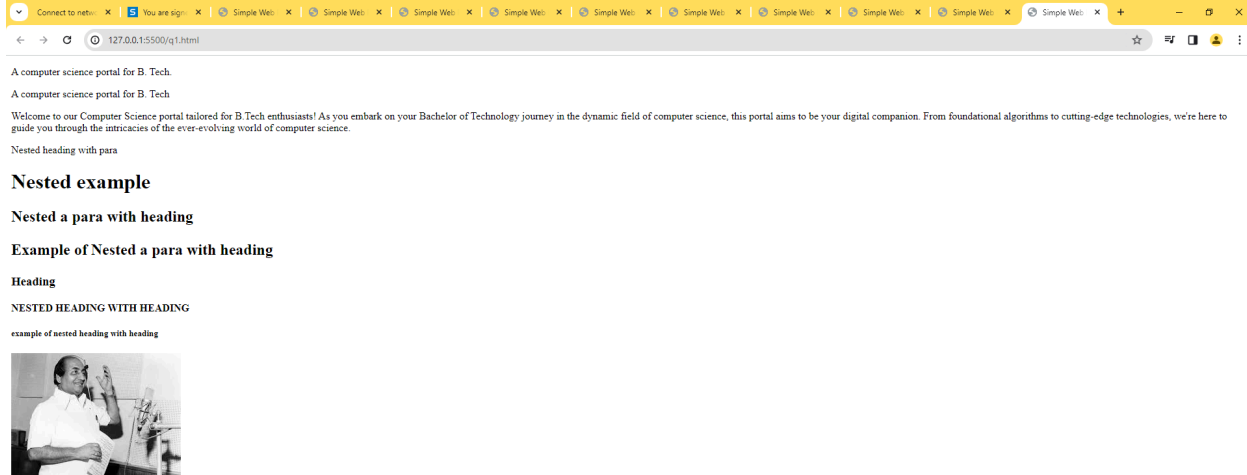 Connect to netw
S You are sign
Simple Web
Simple Web
Simple Web
Simple Web
Simple Web
Simple Web
Simple Web
Simple Web
Simple Web
Simple Web
127.0.0.1:5500/q1.html
A computer science portal for B. Tech.
A computer science portal for B. Tech
Welcome to our Computer Science portal tailored for B.Tech enthusiasts! As you embark on your Bachelor of Technology journey in the dynamic field of computer science, this portal aims to be your digital companion. From foundational algorithms to cutting-edge technologies, we're here to
guide you through the intricacies of the ever-evolving world of computer science.
Nested heading with para
Nested example
Nested a para with heading
Example of Nested a para with heading
Heading
NESTED HEADING WITH HEADING
example of nested heading with heading